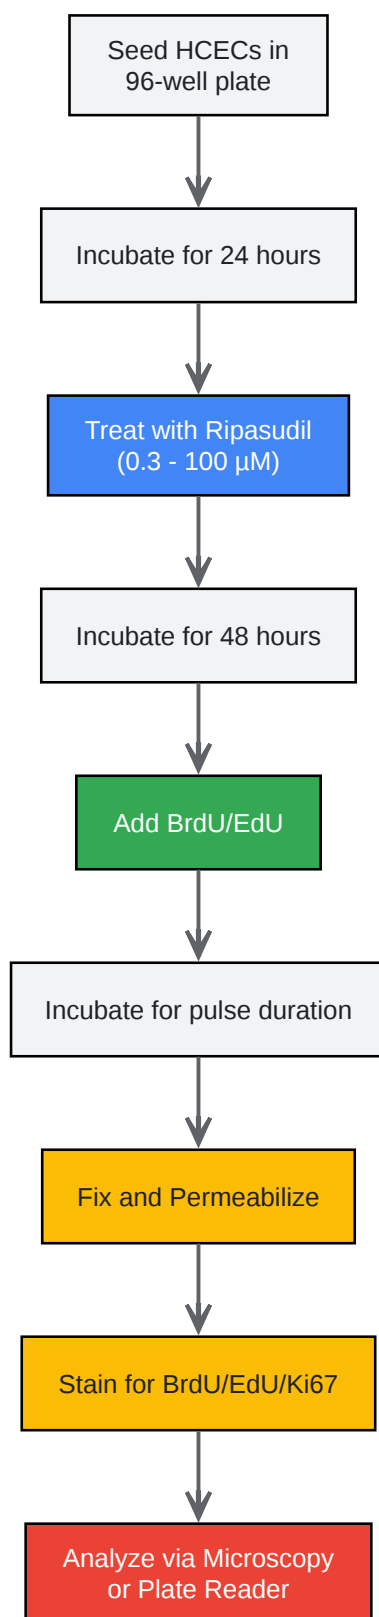 Seed HCECs in
96-well plate
Incubate for 24 hours
Treat with Ripasudil
(0.3 - 100 µM)
Incubate for 48 hours
Add BrdU/EdU
Incubate for pulse duration
Fix and Permeabilize
Stain for BrdU/EdU/Ki67
Analyze via Microscopy
or Plate Reader